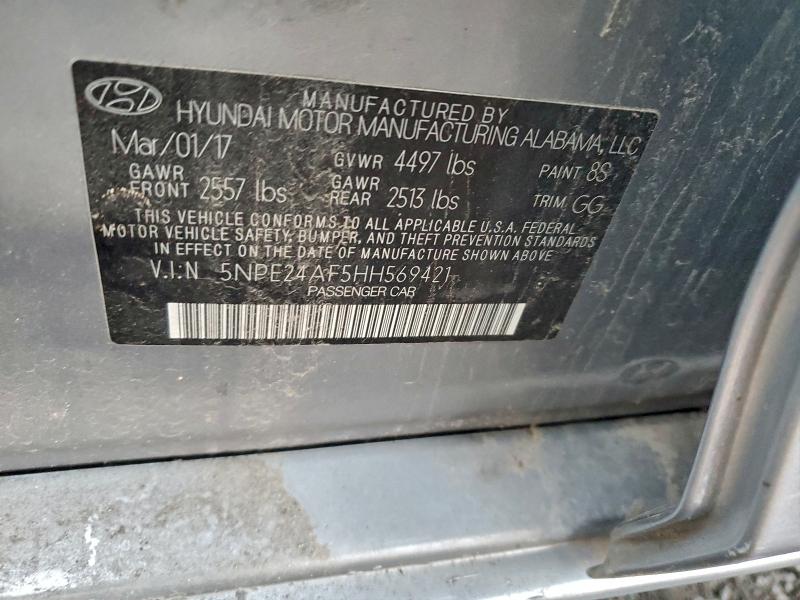 MANUFACTURED BY
HYUNDAI MOTOR MANUFACTURING ALABAMA, LLC
Mar/01/17 GVWR 4497 lbs PAINT 8S
GAWR FRONT 2557 lbs GAWR REAR 2513 lbs TRIM GG
THIS VEHICLE CONFORMS TO ALL APPLICABLE U.S.A. FEDERAL
MOTOR VEHICLE SAFETY, BUMPER, AND THEFT PREVENTION STANDARDS
IN EFFECT ON THE DATE OF MANUFACTURE SHOWN ABOVE
V.I.N 5NPE24AF5HH569421
PASSENGER CAR